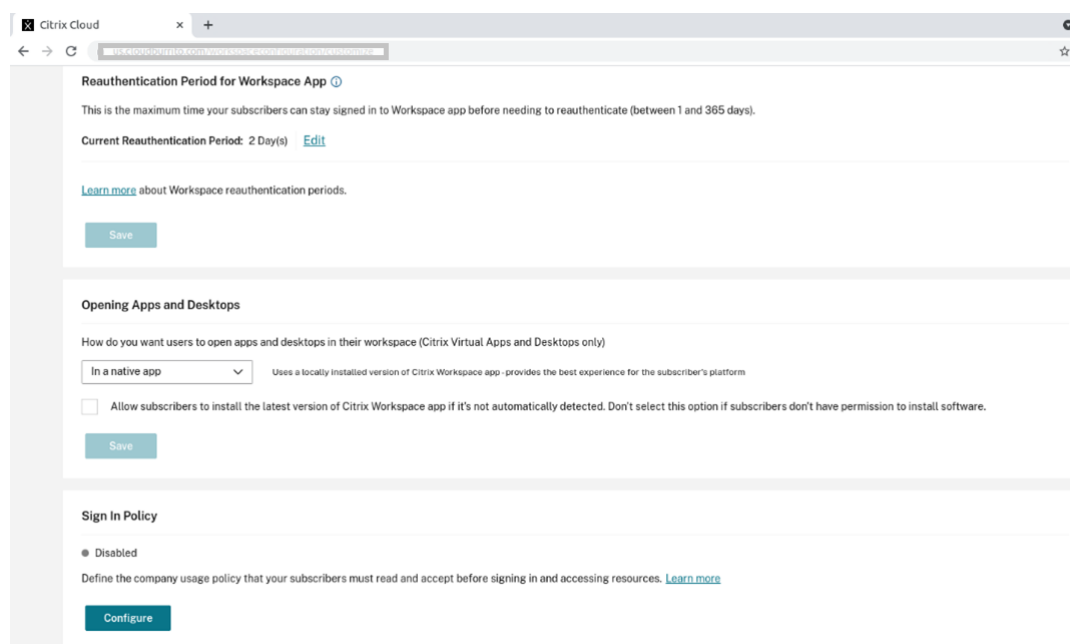 Citrix Cloud
us.cloudburrito.com/workspaceconfiguration/customize
Reauthentication Period for Workspace App
This is the maximum time your subscribers can stay signed in to Workspace app before needing to reauthenticate (between 1 and 365 days).
Current Reauthentication Period: 2 Day(s) Edit
Learn more about Workspace reauthentication periods.
Save
Opening Apps and Desktops
How do you want users to open apps and desktops in their workspace (Citrix Virtual Apps and Desktops only)
In a native app Uses a locally installed version of Citrix Workspace app - provides the best experience for the subscriber's platform
Allow subscribers to install the latest version of Citrix Workspace app if it's not automatically detected. Don't select this option if subscribers don't have permission to install software.
Save
Sign In Policy
Disabled
Define the company usage policy that your subscribers must read and accept before signing in and accessing resources. Learn more
Configure